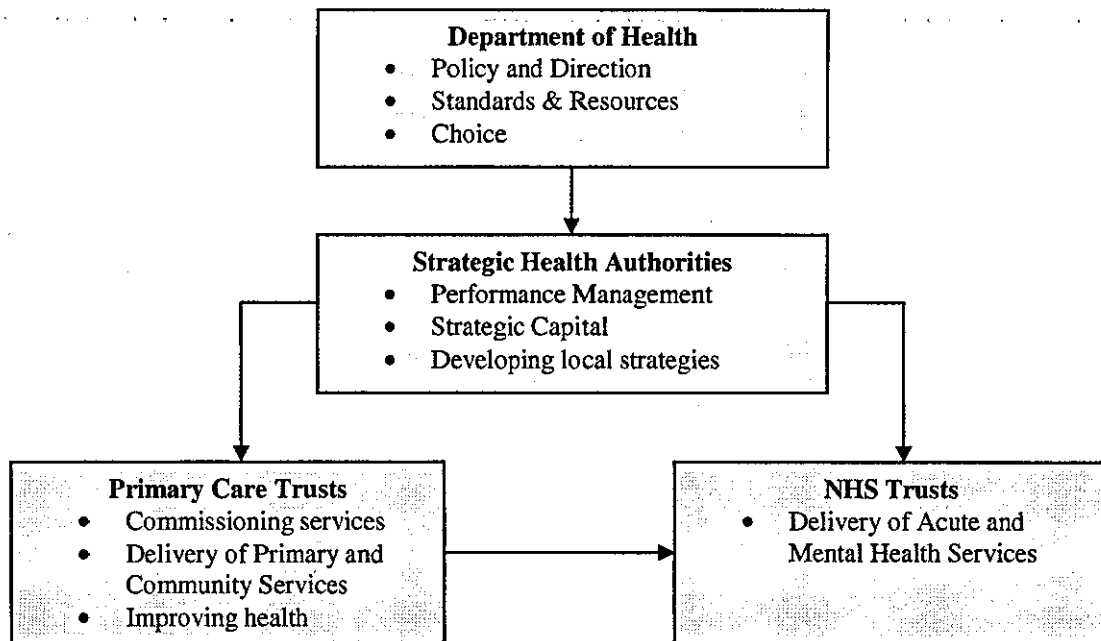 Department of Health
• Policy and Direction
• Standards & Resources
• Choice
Strategic Health Authorities
• Performance Management
• Strategic Capital
• Developing local strategies
Primary Care Trusts
• Commissioning services
• Delivery of Primary and
Community Services
• Improving health
NHS Trusts
• Delivery of Acute and
Mental Health Services